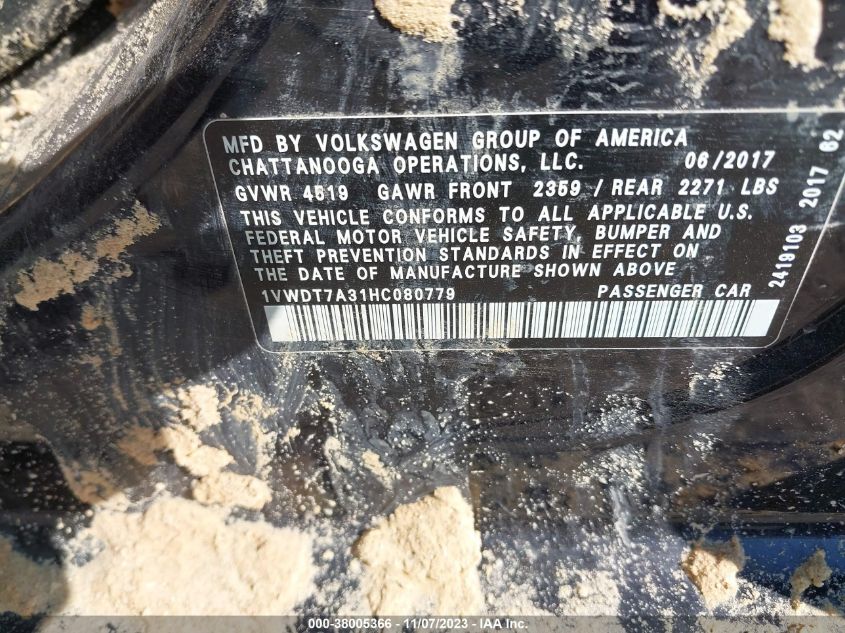 MFD BY VOLKSWAGEN GROUP OF AMERICA
CHATTANOOGA OPERATIONS, LLC. 06/2017
GVWR 4519 GAWR FRONT 2359 / REAR 2271 LBS
THIS VEHICLE CONFORMS TO ALL APPLICABLE U.S.
FEDERAL MOTOR VEHICLE SAFETY, BUMPER AND
THEFT PREVENTION STANDARDS IN EFFECT ON
THE DATE OF MANUFACTURE SHOWN ABOVE
1VWDT7A31HC080779 PASSENGER CAR
2419103 2017 62
000-38005366 - 11/07/2023 - IAA Inc.